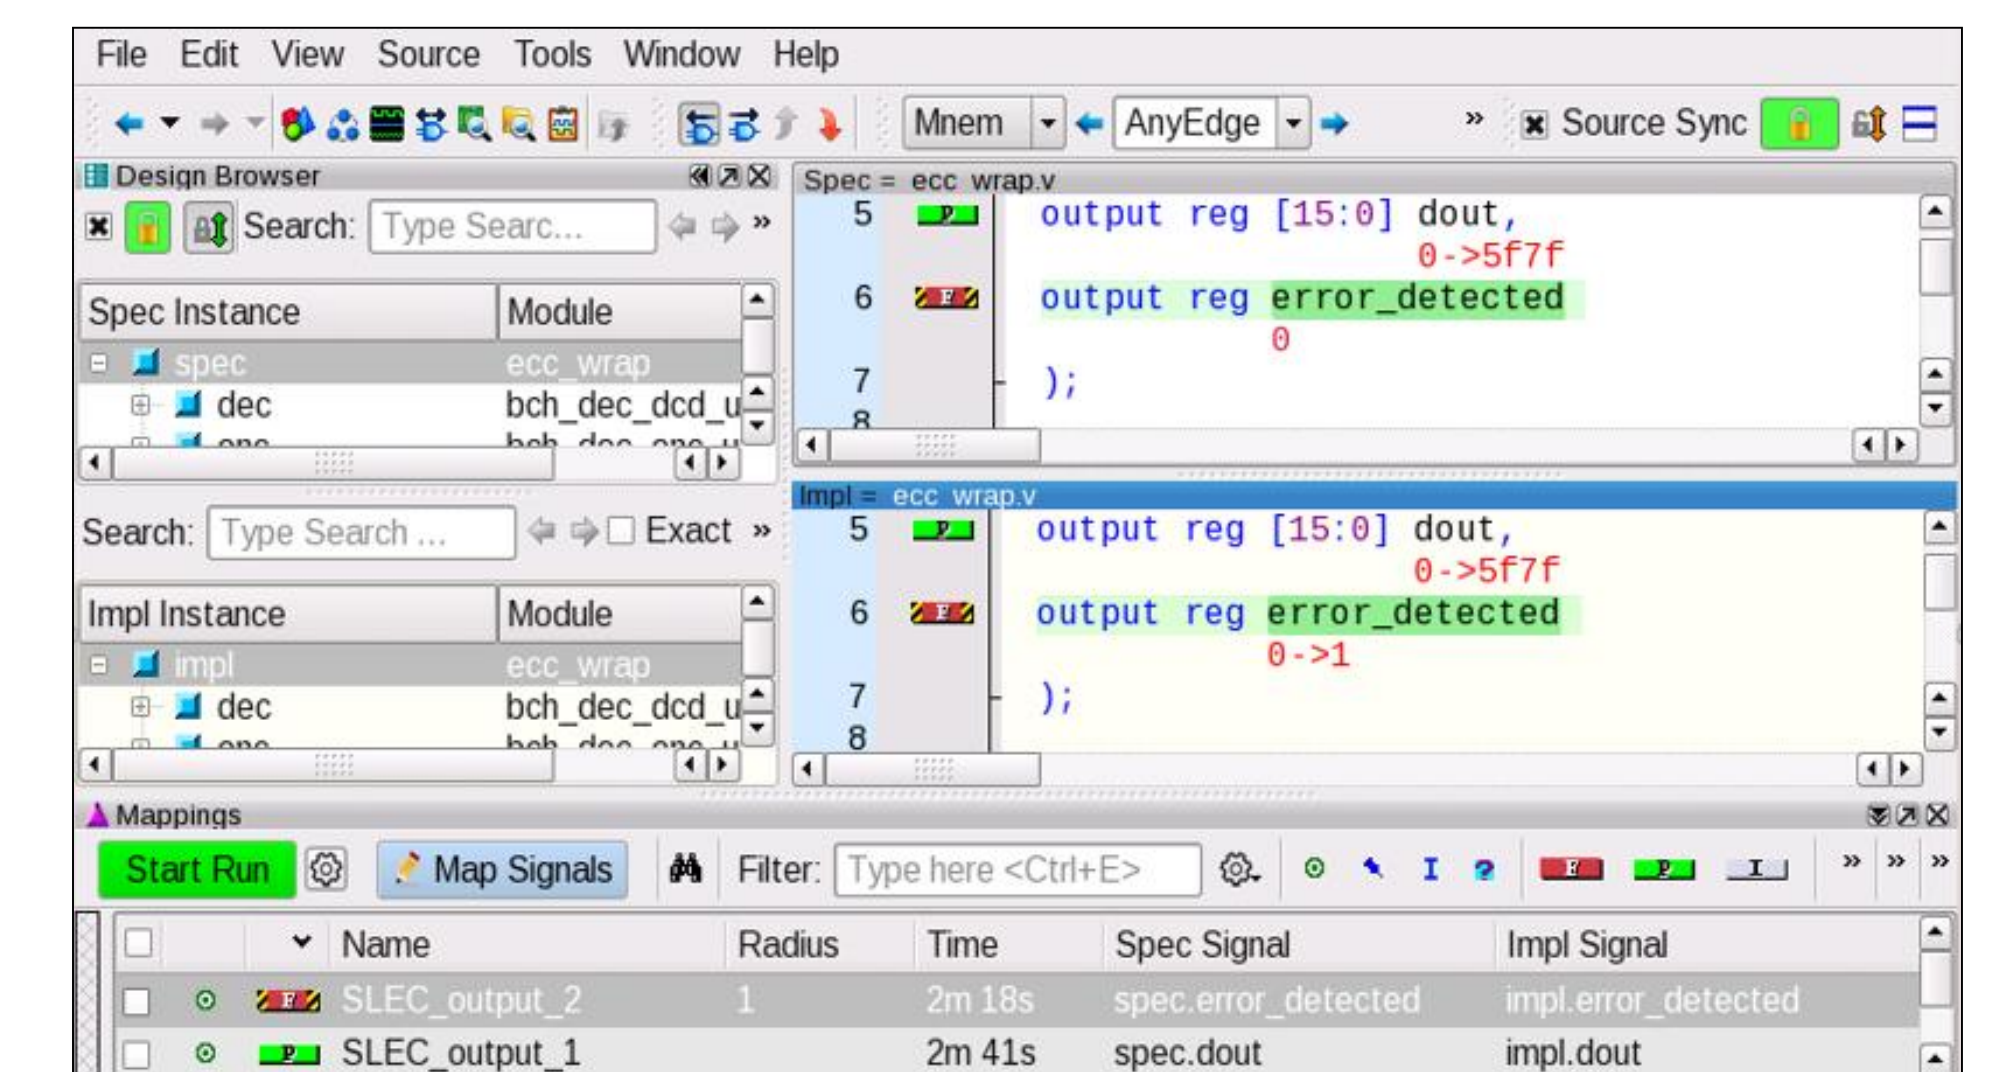 File Edit View Source Tools Window Help
Mnem AnyEdge » Source Sync
Design Browser
Search: Type Searc... »
Spec Instance Module
spec ecc_wrap
dec bch_dec_dcd_u
Search: Type Search ... Exact »
Impl Instance Module
impl ecc_wrap
dec bch_dec_dcd_u
Spec = ecc_wrap.v
5 P output reg [15:0] dout,
0->5f7f
6 F output reg error_detected
0
7 );
8
Impl = ecc_wrap.v
5 P output reg [15:0] dout,
0->5f7f
6 F output reg error_detected
0->1
7 );
8
Mappings
Start Run Map Signals Filter: Type here <Ctrl+E> I ? F P I » » »
Name Radius Time Spec Signal Impl Signal
F SLEC_output_2 1 2m 18s spec.error_detected impl.error_detected
P SLEC_output_1 2m 41s spec.dout impl.dout